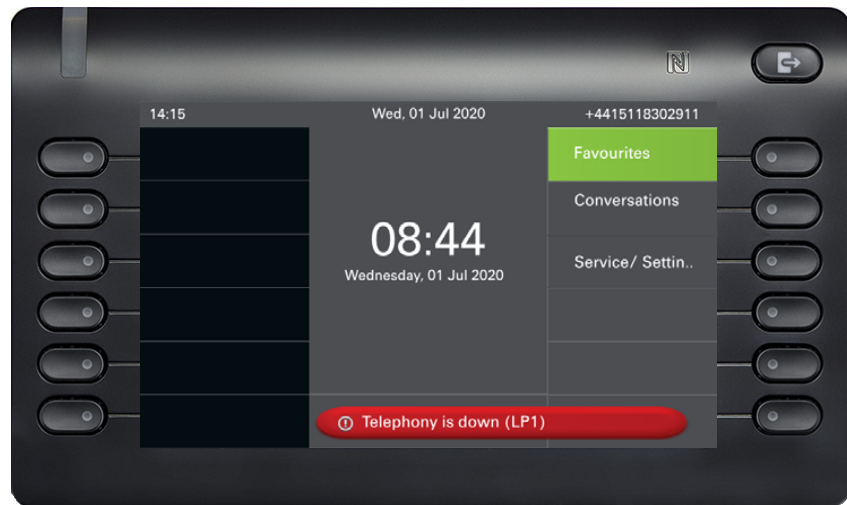 14:15
Wed, 01 Jul 2020
+4415118302911
Favourites
Conversations
08:44
Wednesday, 01 Jul 2020
Service/ Settin..
Telephony is down (LP1)